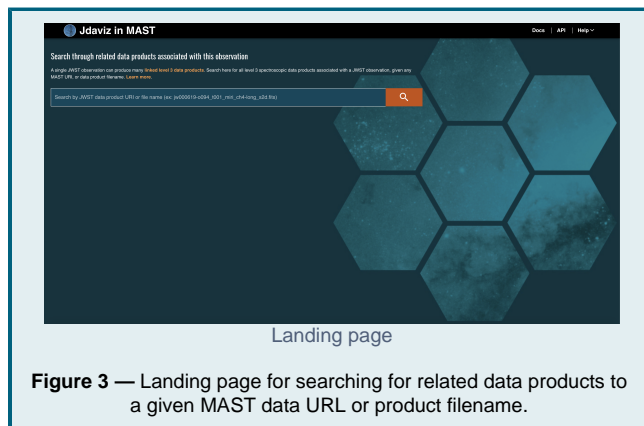 Jdaviz in MAST
Docs | API | Help
Search through related data products associated with this observation
A single JWST observation can produce many linked level 3 data products. Search here for all level 3 spectroscopic data products associated with a JWST observation, given any
MAST URI, or data product filename. Learn more.
Search by JWST data product URI or file name (ex: jw000619-o094_t001_miri_ch4-long_s2d.fits)
Landing page
Figure 3 — Landing page for searching for related data products to
a given MAST data URL or product filename.